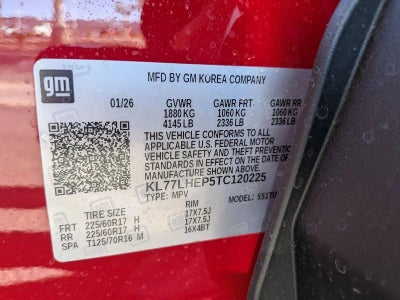 gm
MFD BY GM KOREA COMPANY
01/26 GVWR GAWR FRT GAWR RR
1880 KG 1060 KG 1060 KG
4145 LB 2336 LB 2336 LB
THIS VEHICLE CONFORMS TO ALL
APPLICABLE U.S. FEDERAL MOTOR
VEHICLE SAFETY AND THEFT PREVENTION
STANDARDS IN EFFECT ON THE DATE OF
MANUFACTURE SHOWN ABOVE.
KL77LHEP5TC120225
TYPE: MPV MODEL: 5S1TU
TIRE SIZE RIM
FRT 225/60R17 H 17X7.5J
RR 225/60R17 H 17X7.5J
SPA T125/70R16 M 16X4BT